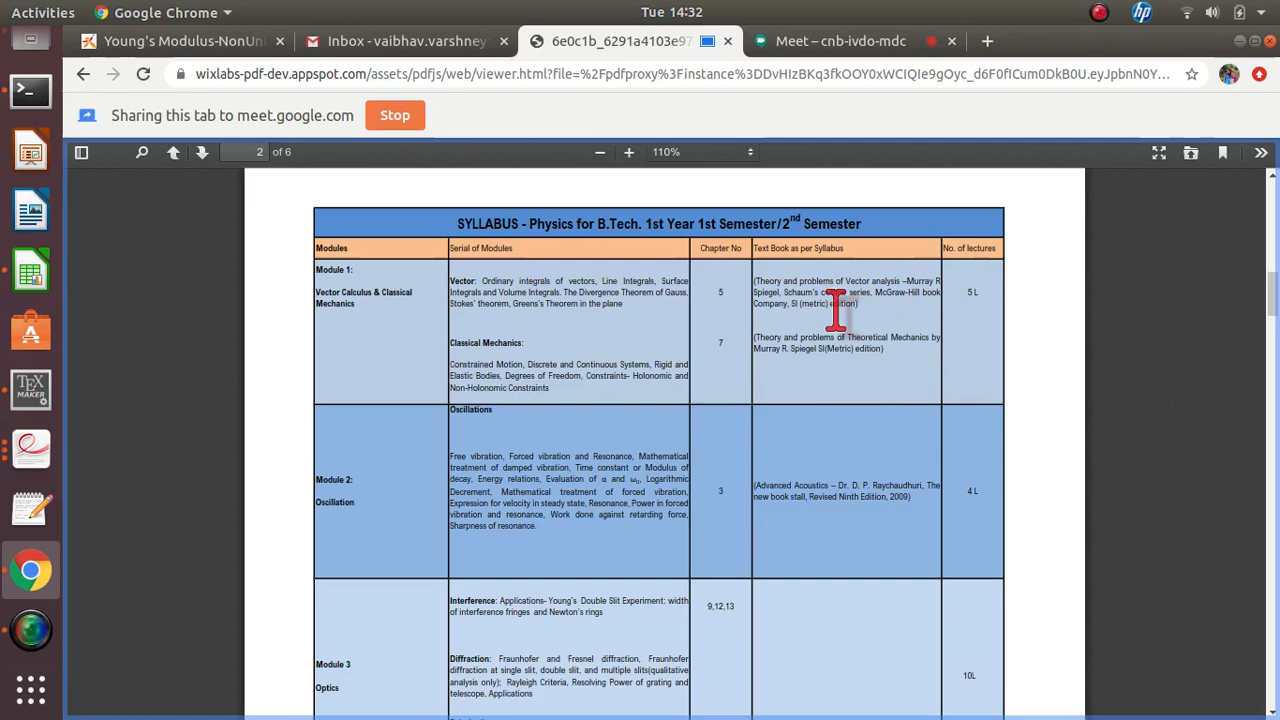 Activities
Google Chrome
Tue 14:32
Young's Modulus-NonUn
Inbox - vaibhav.varshney
6e0c1b_6291a4103e97
Meet – cnb-ivdo-mdc
wixlabs-pdf-dev.appspot.com/assets/pdfjs/web/viewer.html?file=%2Fpdfproxy%3Finstance%3DDvHIzBKq3fkOOY0xWCIQIe9gOyc_d6F0fICum0DkB0U.eyJpbnN0Y...
Sharing this tab to meet.google.com
Stop
2 of 6
110%
SYLLABUS - Physics for B.Tech. 1st Year 1st Semester/2nd Semester
Modules
Serial of Modules
Chapter No
Text Book as per Syllabus
No. of lectures
Module 1:
Vector Calculus & Classical
Mechanics
Vector: Ordinary integrals of vectors, Line Integrals, Surface
Integrals and Volume Integrals. The Divergence Theorem of Gauss,
Stokes' theorem, Greens's Theorem in the plane
5
(Theory and problems of Vector analysis –Murray R
Spiegel, Schaum's series, McGraw-Hill book
Company, SI (metric) edition)
5 L
Classical Mechanics:
7
(Theory and problems of Theoretical Mechanics by
Murray R. Spiegel SI(Metric) edition)
Constrained Motion, Discrete and Continuous Systems, Rigid and
Elastic Bodies, Degrees of Freedom, Constraints- Holonomic and
Non-Holonomic Constraints
Module 2:
Oscillation
Oscillations
Free vibration, Forced vibration and Resonance, Mathematical
treatment of damped vibration, Time constant or Modulus of
decay, Energy relations, Evaluation of α and ω0, Logarithmic
Decrement, Mathematical treatment of forced vibration,
Expression for velocity in steady state, Resonance, Power in forced
vibration and resonance, Work done against retarding force,
Sharpness of resonance.
3
(Advanced Acoustics – Dr. D. P. Raychaudhuri, The
new book stall, Revised Ninth Edition, 2009)
4 L
Module 3
Optics
Interference: Applications- Young's Double Slit Experiment: width
of interference fringes and Newton's rings
9,12,13
Diffraction: Fraunhofer and Fresnel diffraction, Fraunhofer
diffraction at single slit, double slit, and multiple slits(qualitative
analysis only); Rayleigh Criteria, Resolving Power of grating and
telescope, Applications
10L